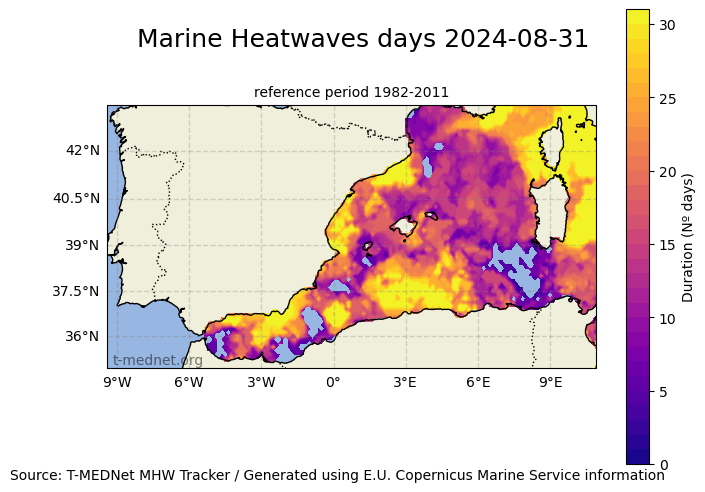 Marine Heatwaves days 2024-08-31
reference period 1982-2011
42°N
40.5°N
39°N
37.5°N
36°N
t-mednet.org
9°W 6°W 3°W 0° 3°E 6°E 9°E
30
25
20
15
10
5
0
Duration (Nº days)
Source: T-MEDNet MHW Tracker / Generated using E.U. Copernicus Marine Service information